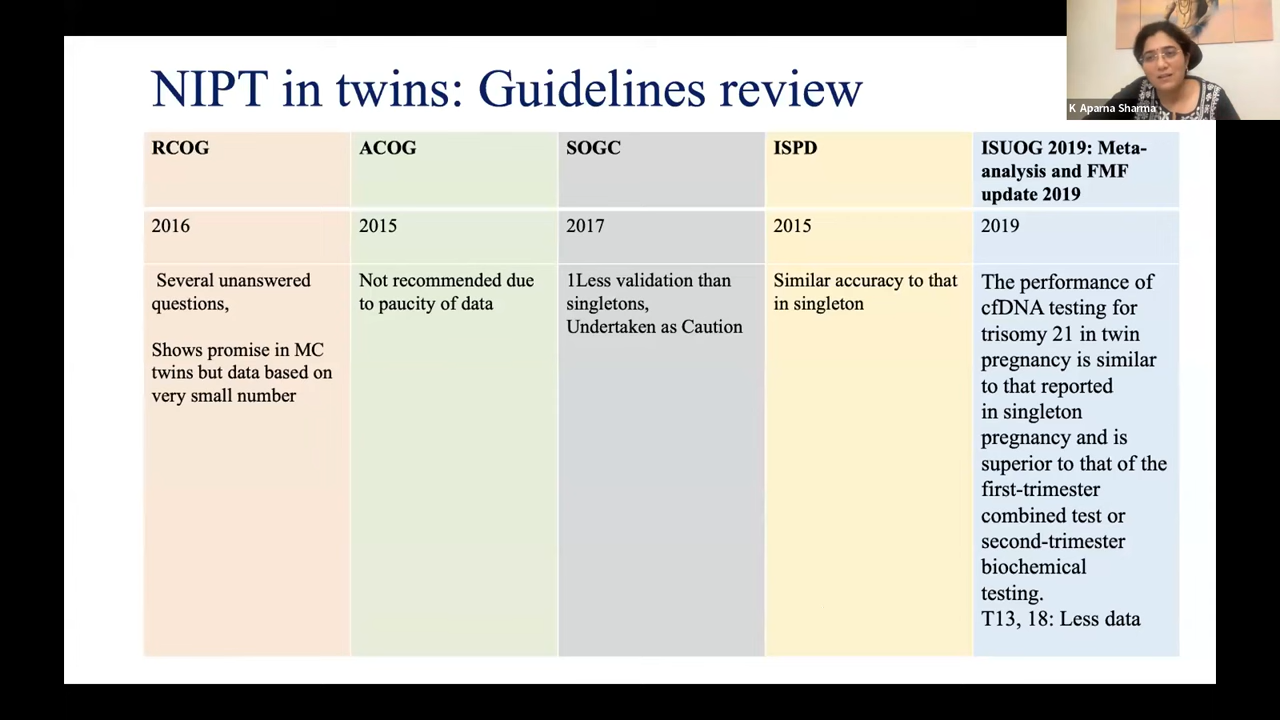 NIPT in twins: Guidelines review
K Aparna Sharma
RCOG
ACOG
SOGC
ISPD
ISUOG 2019: Meta-
analysis and FMF
update 2019
2016
2015
2017
2015
2019
Several unanswered
questions,
Shows promise in MC
twins but data based on
very small number
Not recommended due
to paucity of data
1Less validation than
singletons,
Undertaken as Caution
Similar accuracy to that
in singleton
The performance of
cfDNA testing for
trisomy 21 in twin
pregnancy is similar
to that reported
in singleton
pregnancy and is
superior to that of the
first-trimester
combined test or
second-trimester
biochemical
testing.
T13, 18: Less data